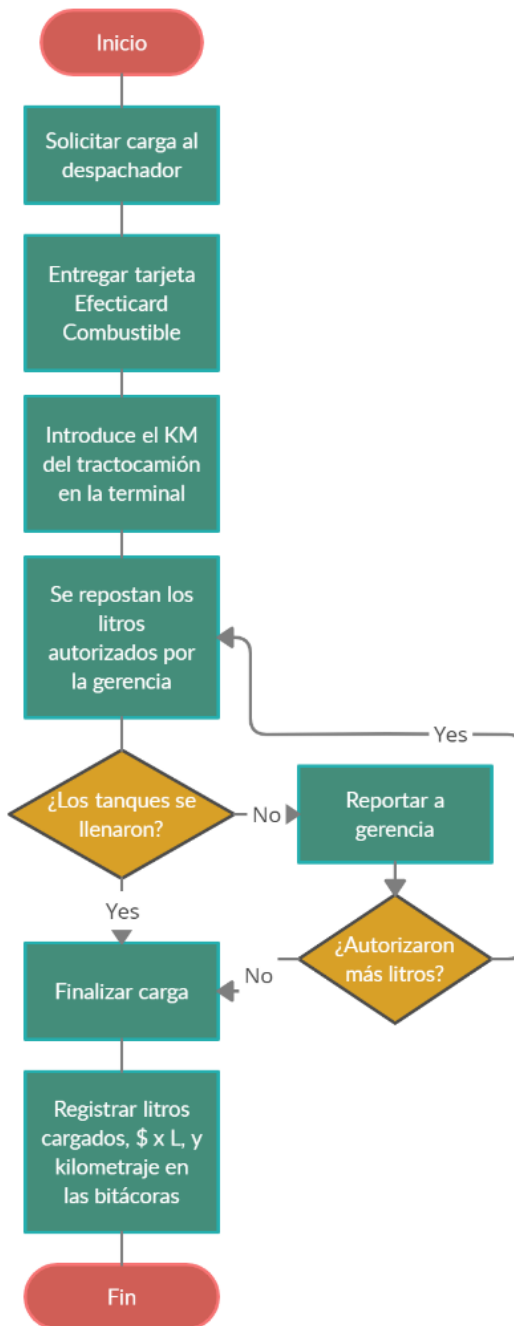 Inicio
Solicitar carga al
despachador
Entregar tarjeta
Efecticard
Combustible
Introduce el KM
del tractocamión
en la terminal
Se repostan los
litros
autorizados por
la gerencia
Yes
¿Los tanques se
llenaron?
No
Reportar a
gerencia
Yes
¿Autorizaron
más litros?
No
Finalizar carga
Registrar litros
cargados, $ x L, y
kilometraje en
las bitácoras
Fin